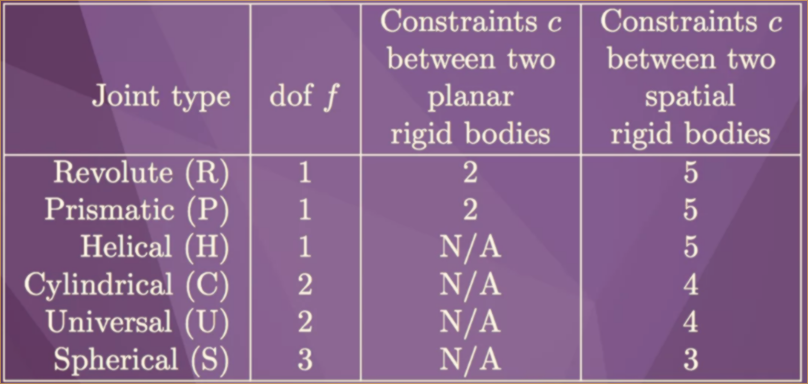 Joint type | dof f | Constraints c between two planar rigid bodies | Constraints c between two spatial rigid bodies
Revolute (R) | 1 | 2 | 5
Prismatic (P) | 1 | 2 | 5
Helical (H) | 1 | N/A | 5
Cylindrical (C) | 2 | N/A | 4
Universal (U) | 2 | N/A | 4
Spherical (S) | 3 | N/A | 3